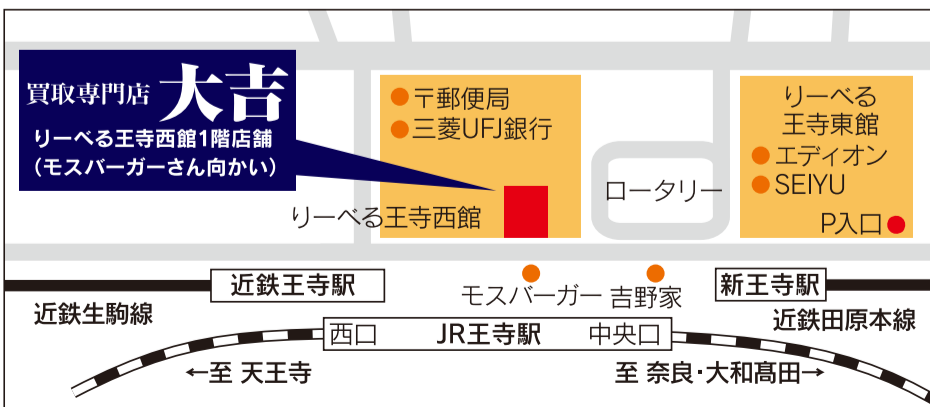 買取専門店 大吉
りーべる王寺西館1階店舗
（モスバーガーさん向かい）
〒郵便局
三菱UFJ銀行
りーべる王寺西館
ロータリー
りーべる
王寺東館
エディオン
SEIYU
P入口
近鉄王寺駅
近鉄生駒線
モスバーガー
吉野家
新王寺駅
近鉄田原本線
西口
JR王寺駅
中央口
←至 天王寺
至 奈良・大和髙田→